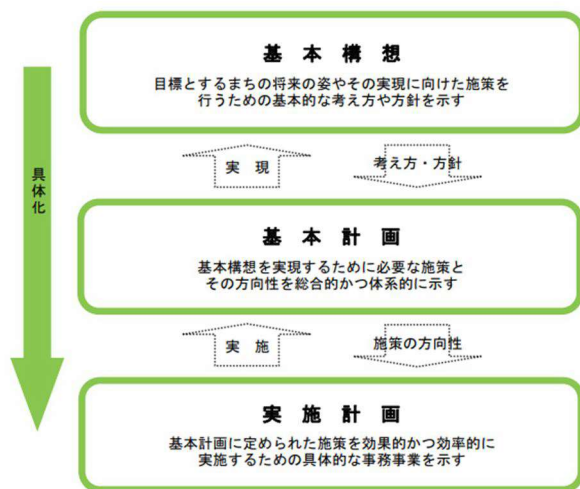 基本構想
目標とするまちの将来の姿やその実現に向けた施策を
行うための基本的な考え方や方針を示す
実現
考え方・方針
具体化
基本計画
基本構想を実現するために必要な施策と
その方向性を総合的かつ体系的に示す
実施
施策の方向性
実施計画
基本計画に定められた施策を効果的かつ効率的に
実施するための具体的な事務事業を示す